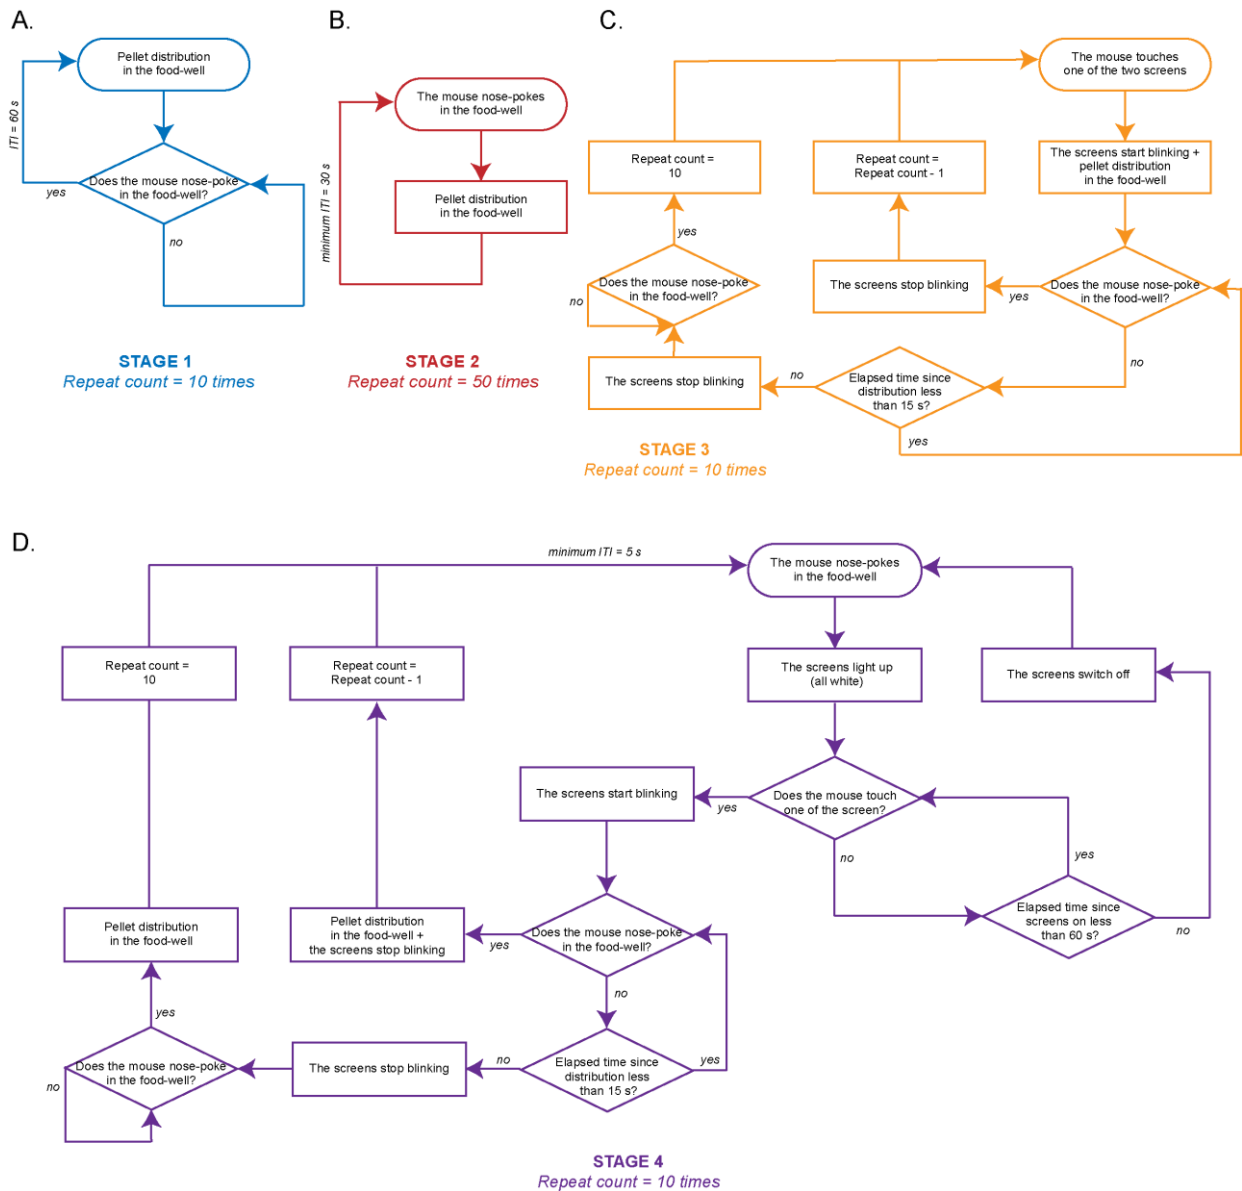 A.
Pellet distribution
in the food-well
ITI = 60 s
Does the mouse nose-poke
in the food-well?
yes
no
STAGE 1
Repeat count = 10 times
B.
The mouse nose-pokes
in the food-well
minimum ITI = 30 s
Pellet distribution
in the food-well
STAGE 2
Repeat count = 50 times
C.
The mouse touches
one of the two screens
Repeat count =
10
Repeat count =
Repeat count - 1
The screens start blinking +
pellet distribution
in the food-well
yes
Does the mouse nose-poke
in the food-well?
no
The screens stop blinking
yes
Does the mouse nose-poke
in the food-well?
no
The screens stop blinking
no
Elapsed time since
distribution less
than 15 s?
yes
STAGE 3
Repeat count = 10 times
D.
minimum ITI = 5 s
The mouse nose-pokes
in the food-well
Repeat count =
10
Repeat count =
Repeat count - 1
The screens light up
(all white)
The screens switch off
The screens start blinking
yes
Does the mouse touch
one of the screen?
no
yes
Elapsed time since
screens on less
than 60 s?
no
Pellet distribution
in the food-well
Pellet distribution
in the food-well +
the screens stop blinking
yes
Does the mouse nose-poke
in the food-well?
no
yes
Does the mouse nose-poke
in the food-well?
no
The screens stop blinking
no
Elapsed time since
distribution less
than 15 s?
yes
STAGE 4
Repeat count = 10 times